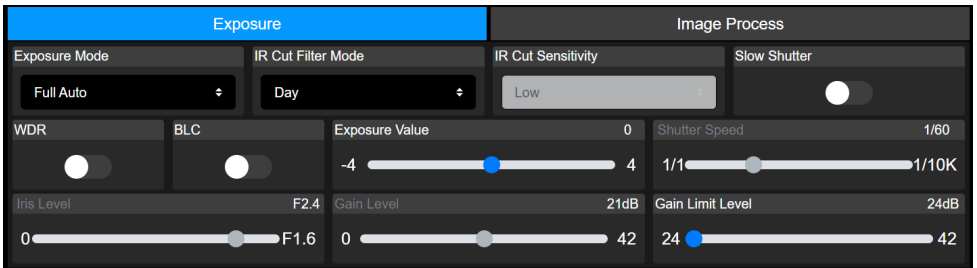 Exposure Image Process
Exposure Mode IR Cut Filter Mode IR Cut Sensitivity Slow Shutter
Full Auto Day Low
WDR BLC Exposure Value 0 Shutter Speed 1/60
-4 4 1/1 1/10K
Iris Level F2.4 Gain Level 21dB Gain Limit Level 24dB
0 F1.6 0 42 24 42